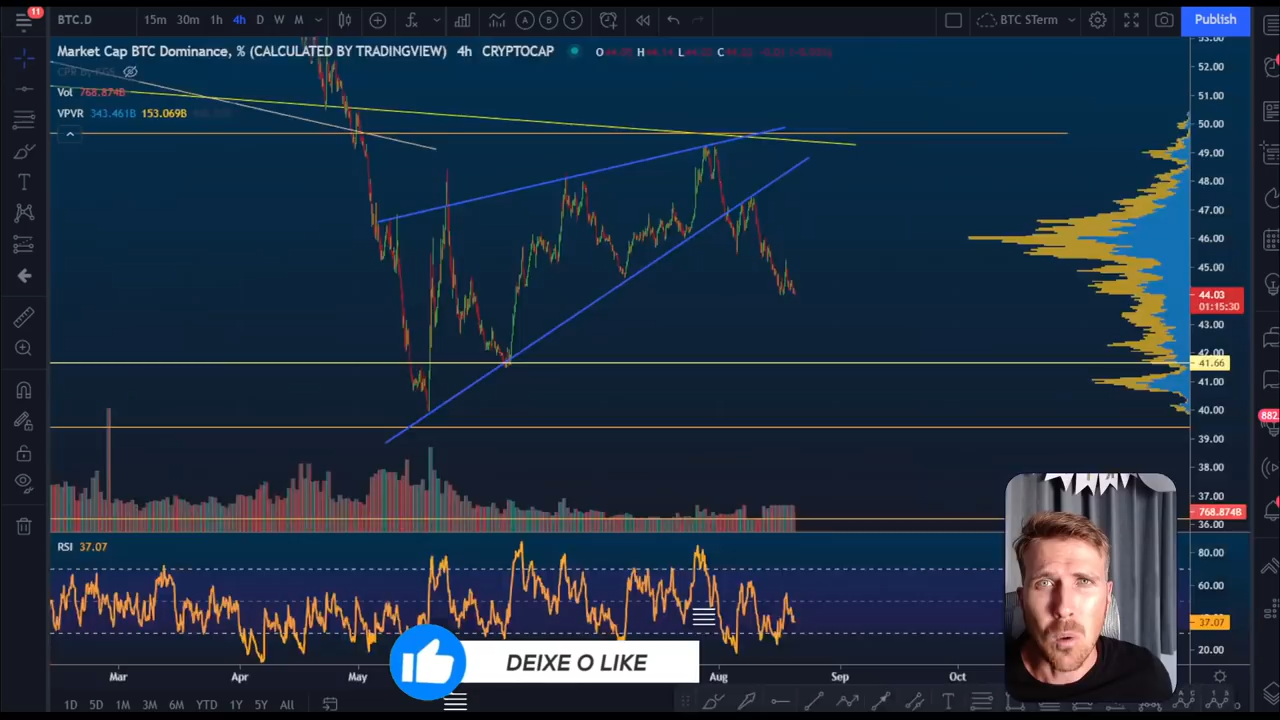 11
BTC.D 15m 30m 1h 4h D W M A B S BTC STerm Publish
Market Cap BTC Dominance, % (CALCULATED BY TRADINGVIEW) 4h CRYPTOCAP O H L C
Vol 768.874B
VPVR 343.461B 153.069B
53.00
52.00
51.00
50.00
49.00
48.00
47.00
46.00
45.00
44.03
01:15:30
43.00
42.00
41.66
41.00
40.00
39.00
38.00
37.00
768.874B
36.00
882
RSI 37.07
80.00
60.00
37.07
20.00
DEIXE O LIKE
Mar Apr May Aug Sep Oct
1D 5D 1M 3M 6M YTD 1Y 5Y All